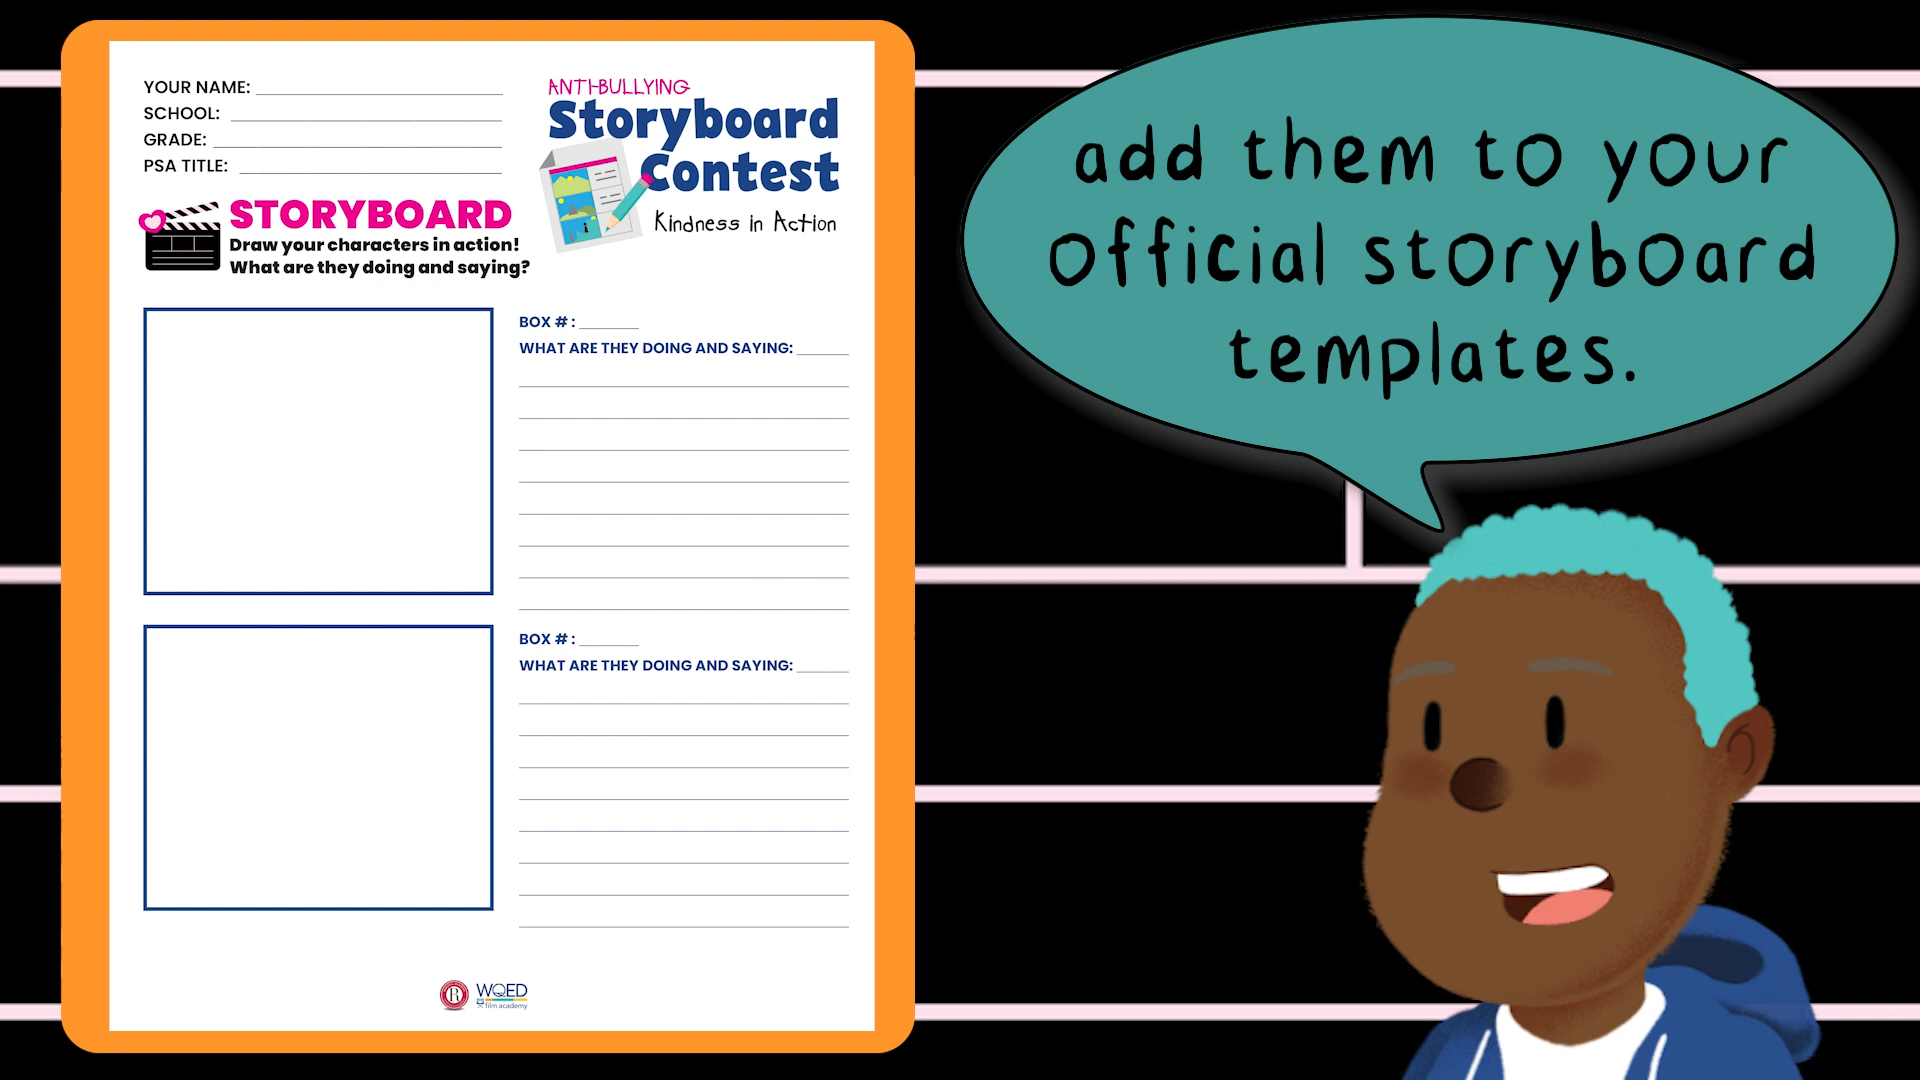 YOUR NAME:
SCHOOL:
GRADE:
PSA TITLE:
ANTI-BULLYING
Storyboard
Contest
Kindness in Action
STORYBOARD
Draw your characters in action!
What are they doing and saying?
BOX # :
WHAT ARE THEY DOING AND SAYING:
BOX # :
WHAT ARE THEY DOING AND SAYING:
R
WQED
film academy
add them to your
official storyboard
templates.